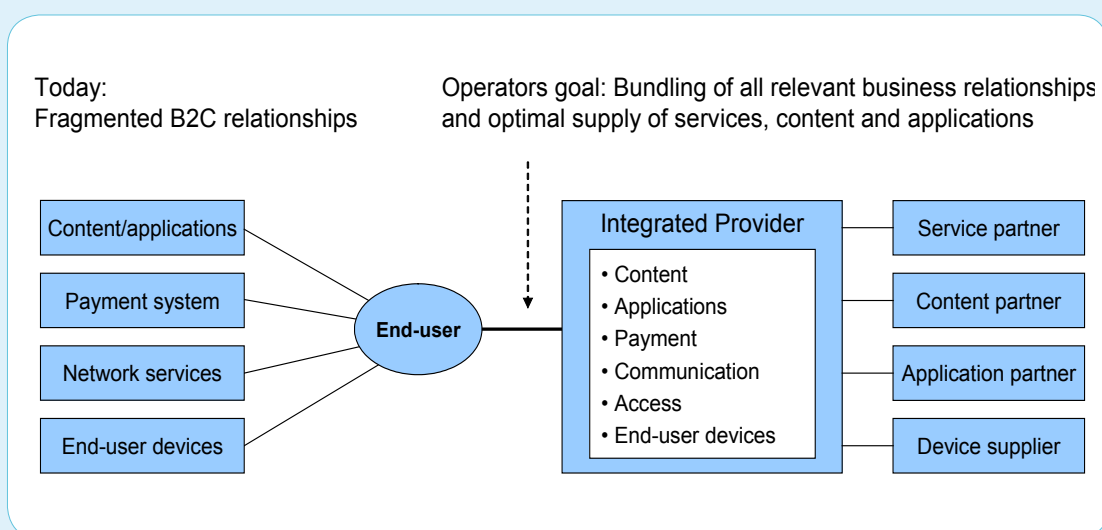 Today:
Fragmented B2C relationships
Operators goal: Bundling of all relevant business relationships
and optimal supply of services, content and applications
Content/applications
Payment system
Network services
End-user devices
End-user
Integrated Provider
• Content
• Applications
• Payment
• Communication
• Access
• End-user devices
Service partner
Content partner
Application partner
Device supplier